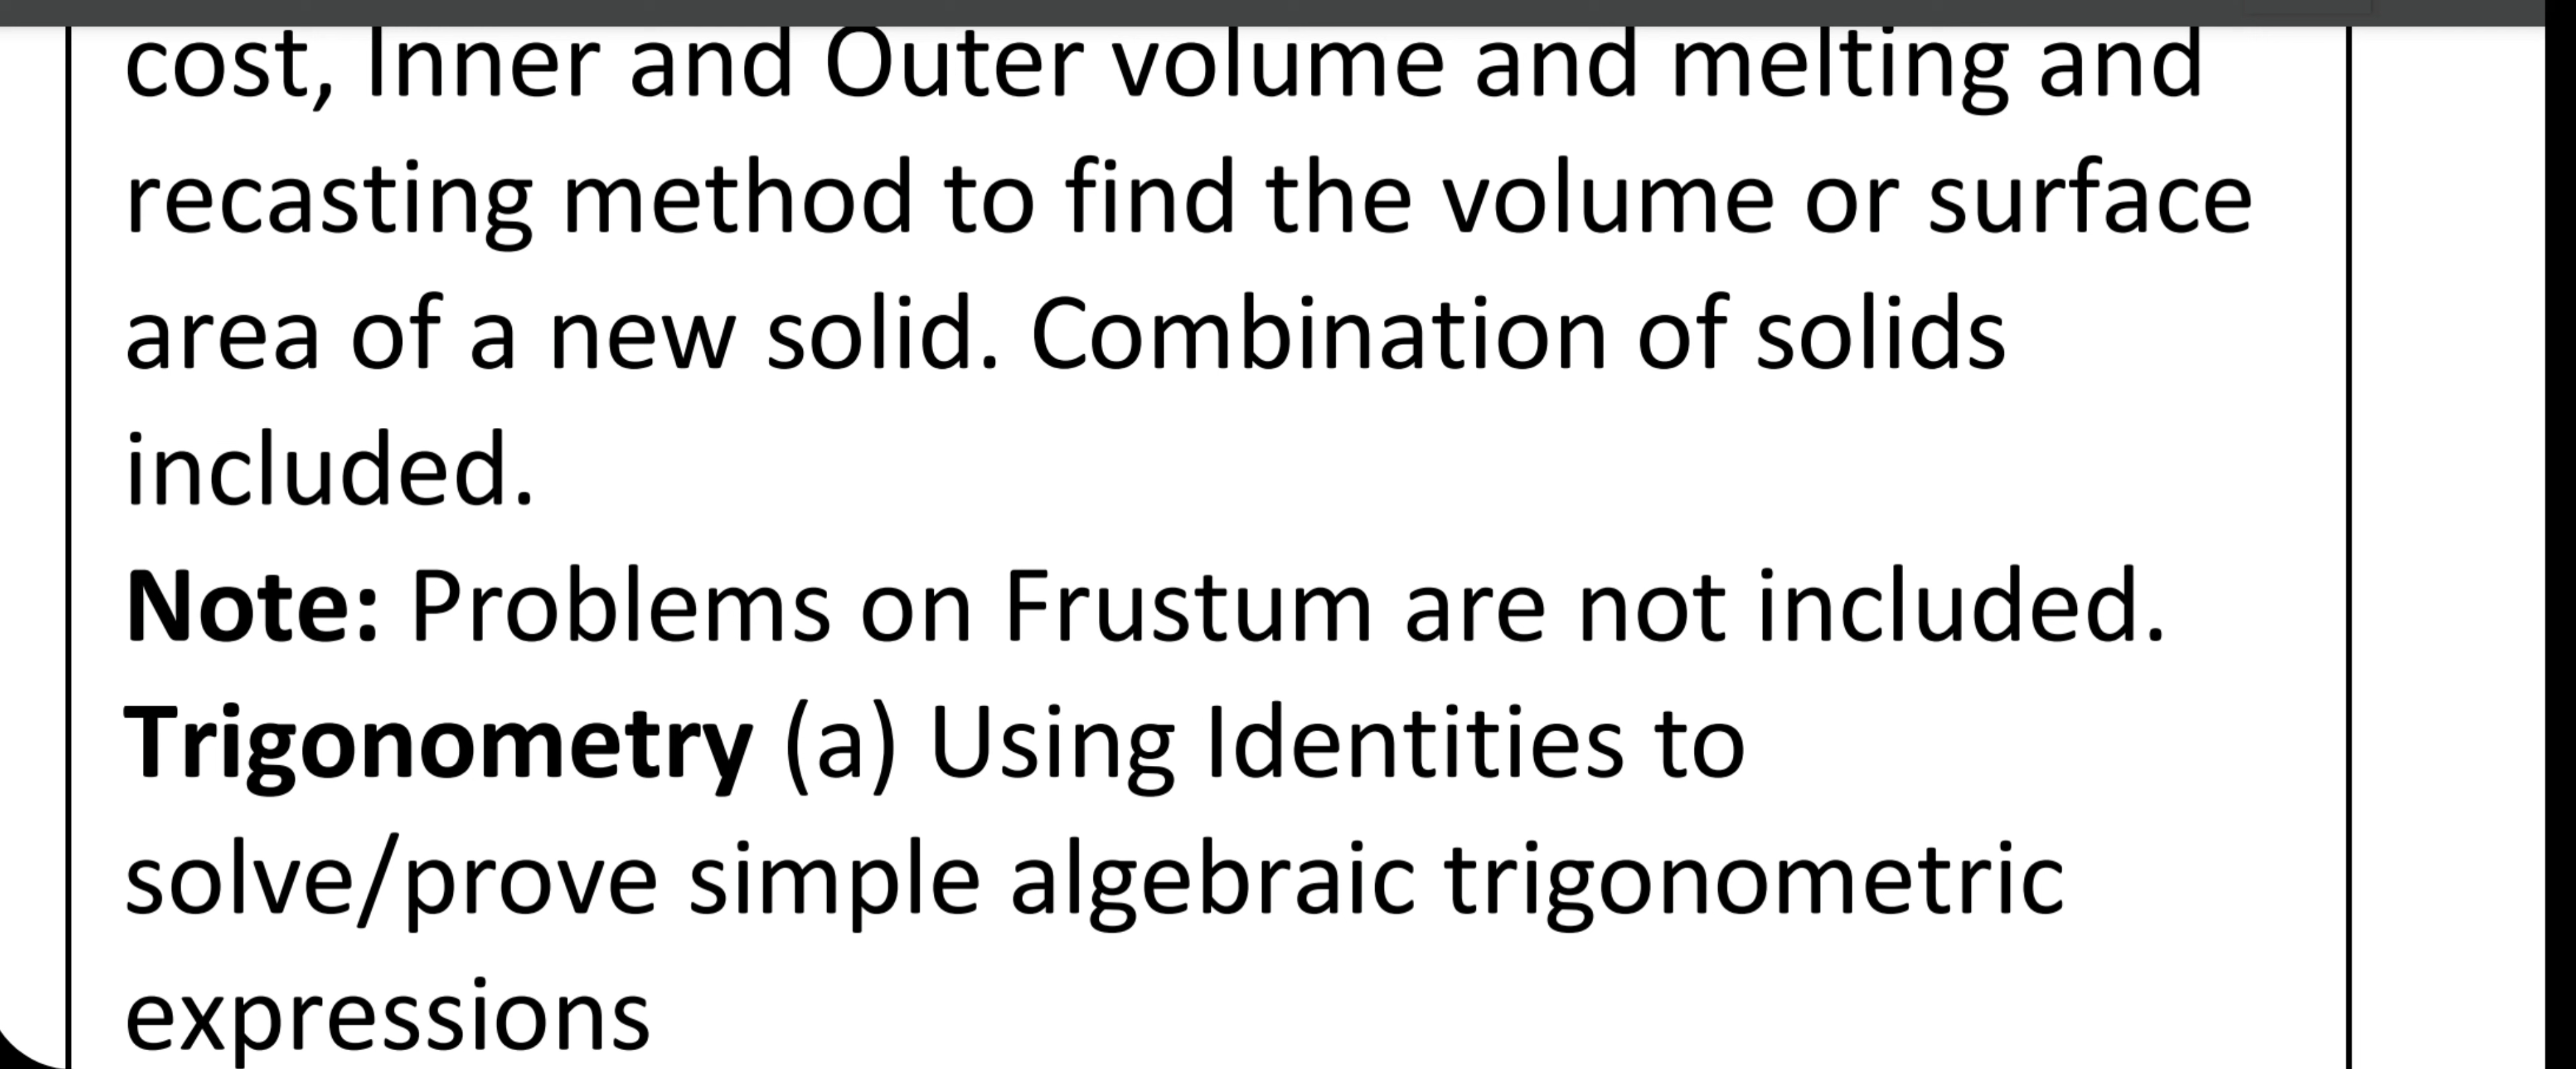 cost, Inner and Outer volume and melting and
recasting method to find the volume or surface
area of a new solid. Combination of solids
included.
Note: Problems on Frustum are not included.
Trigonometry (a) Using Identities to
solve/prove simple algebraic trigonometric
expressions